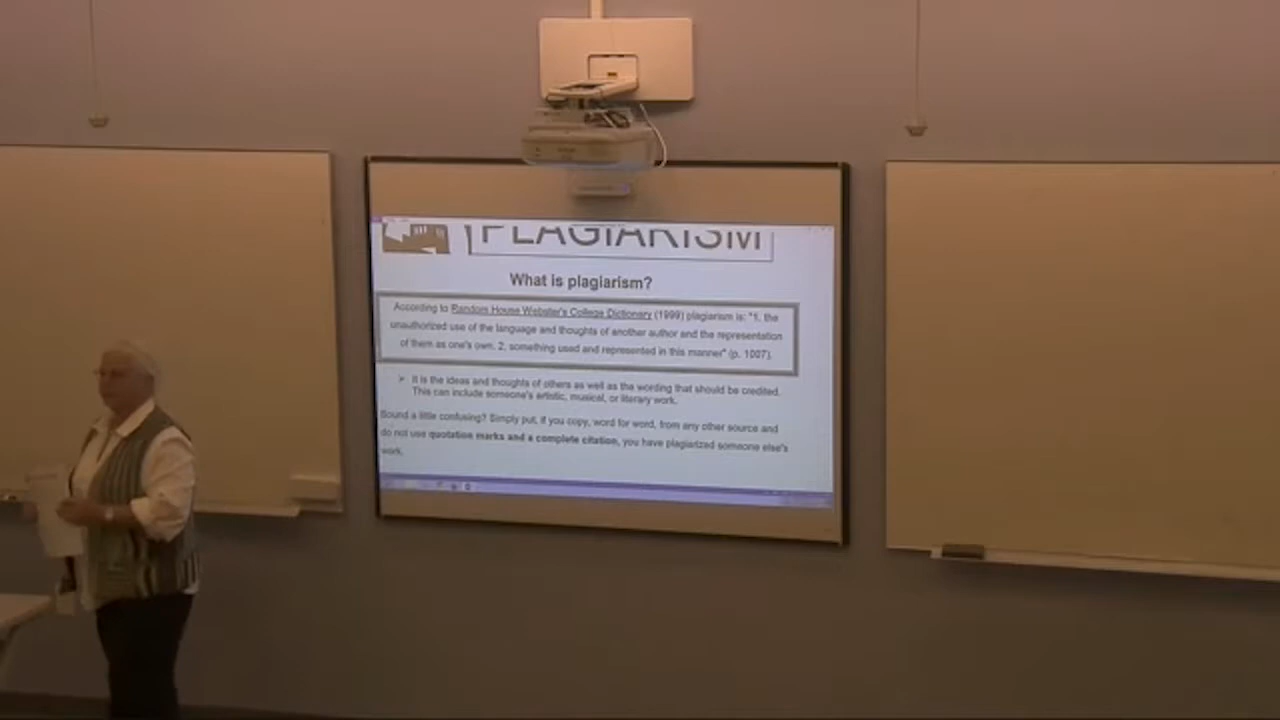 PLAGIARISM
What is plagiarism?
According to Random House Webster's College Dictionary (1999) plagiarism is: "1. the
unauthorized use of the language and thoughts of another author and the representation
of them as one's own. 2. something used and represented in this manner" (p. 1007).
➢ It is the ideas and thoughts of others as well as the wording that should be credited.
This can include someone's artistic, musical, or literary work.
Sound a little confusing? Simply put, if you copy, word for word, from any other source and
do not use quotation marks and a complete citation, you have plagiarized someone else's
work.